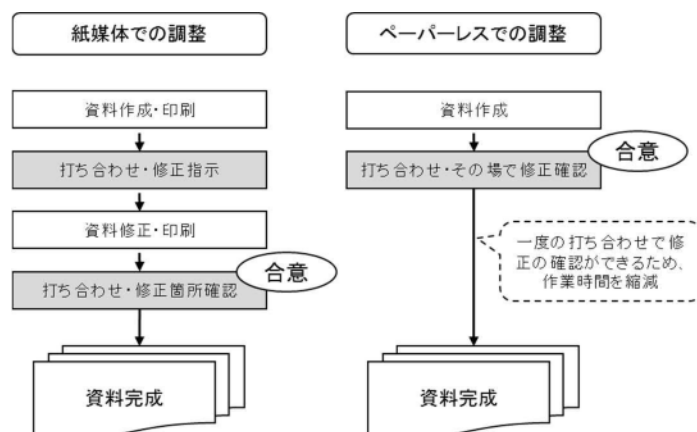 紙媒体での調整
資料作成・印刷
打ち合わせ・修正指示
資料修正・印刷
合意
打ち合わせ・修正箇所確認
資料完成
ペーパーレスでの調整
資料作成
合意
打ち合わせ・その場で修正確認
一度の打ち合わせで修
正の確認ができるため、
作業時間を縮減
資料完成